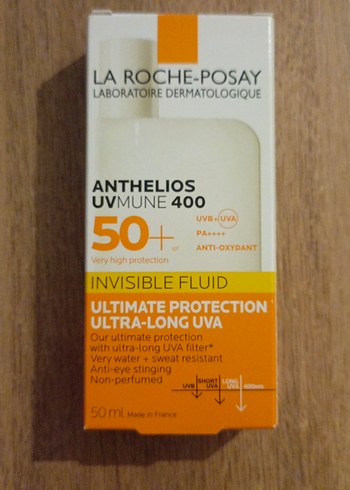 LA ROCHE-POSAY
LABORATOIRE DERMATOLOGIQUE
ANTHELIOS
UVMUNE 400
50+
SPF
Very high protection
UVB+ UVA
PA++++
ANTI-OXYDANT
INVISIBLE FLUID
ULTIMATE PROTECTION
ULTRA-LONG UVA
Our ultimate protection
with ultra-long UVA filter*
Very water + sweat resistant
Anti-eye stinging
Non-perfumed
UVB SHORT UVA LONG UVA 400nm
50 ml Made in France